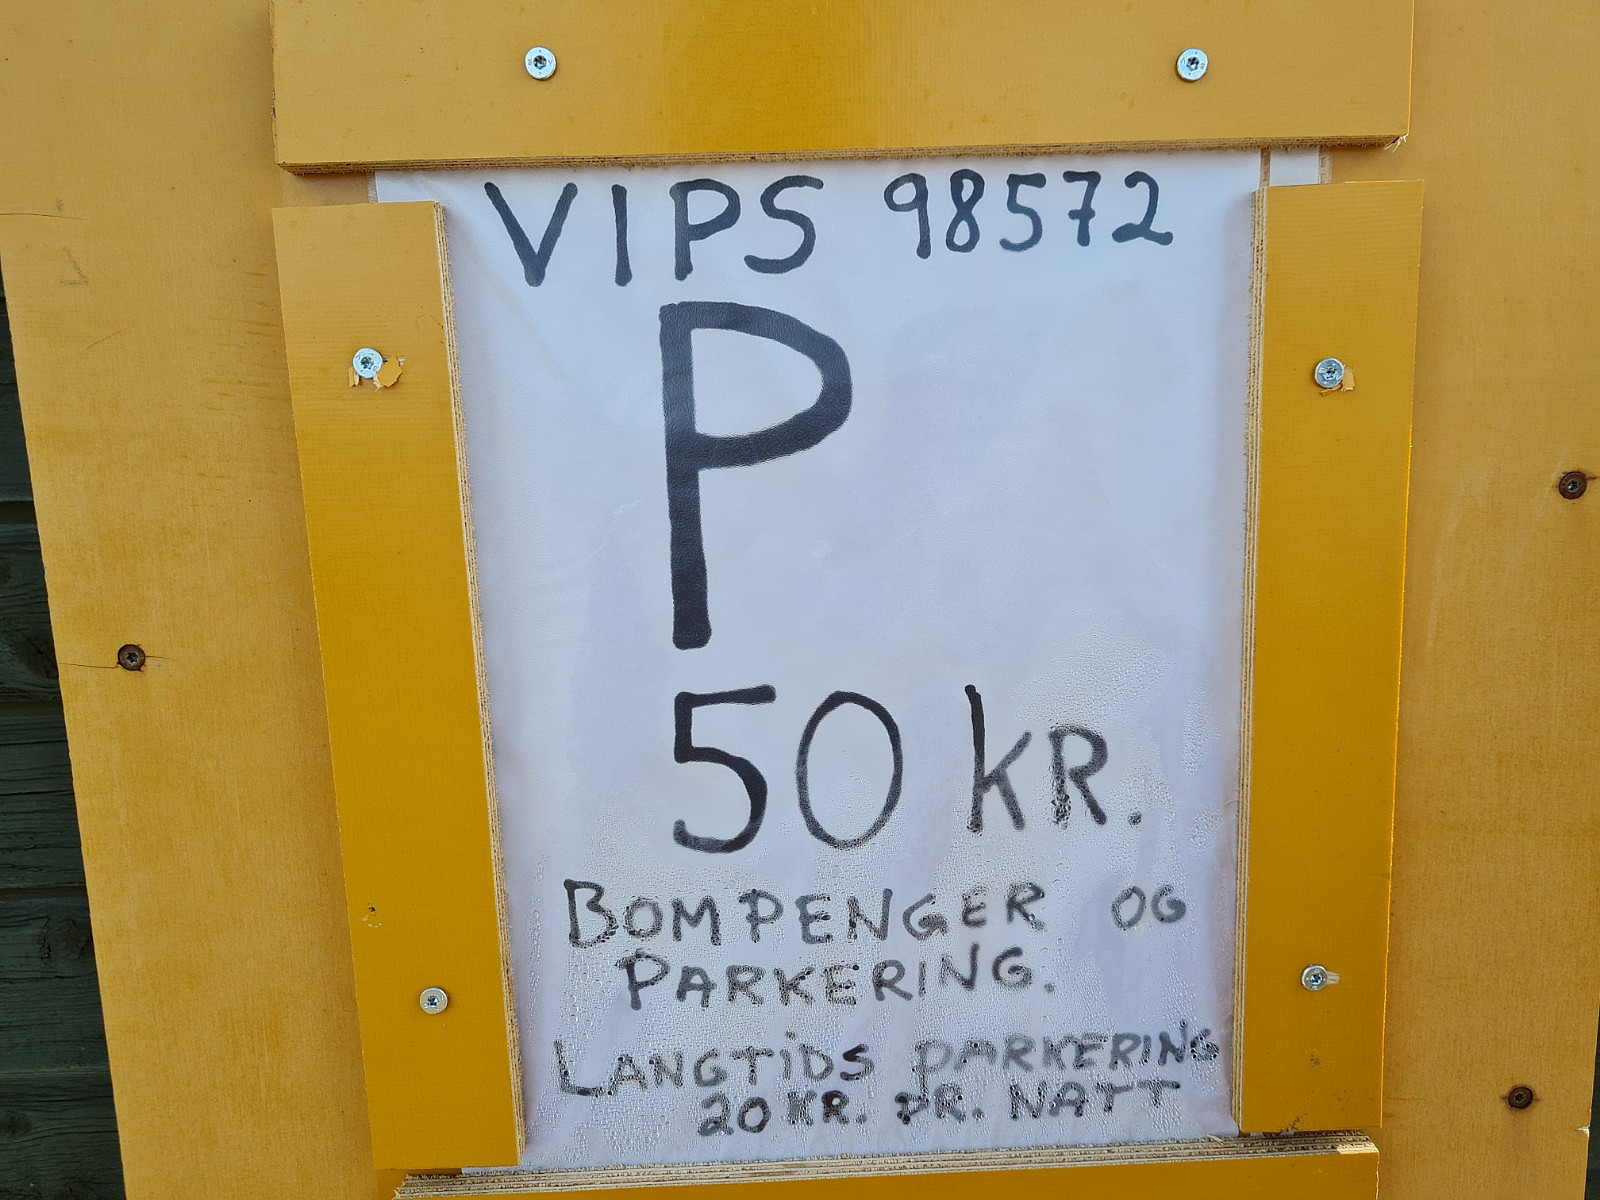 VIPS 98572
P
50 kR.
BOMPENGER OG
PARKERING.
LANGTiDS PARKERING
20 KR. PR. NATT